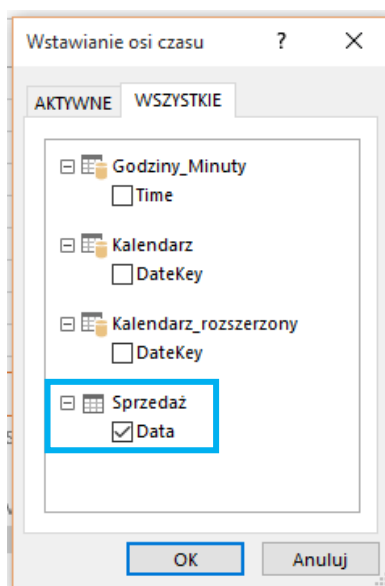 Wstawianie osi czasu ? ×
AKTYWNE WSZYSTKIE
Godziny_Minuty
Time
Kalendarz
DateKey
Kalendarz_rozszerzony
DateKey
Sprzedaż
Data
OK Anuluj